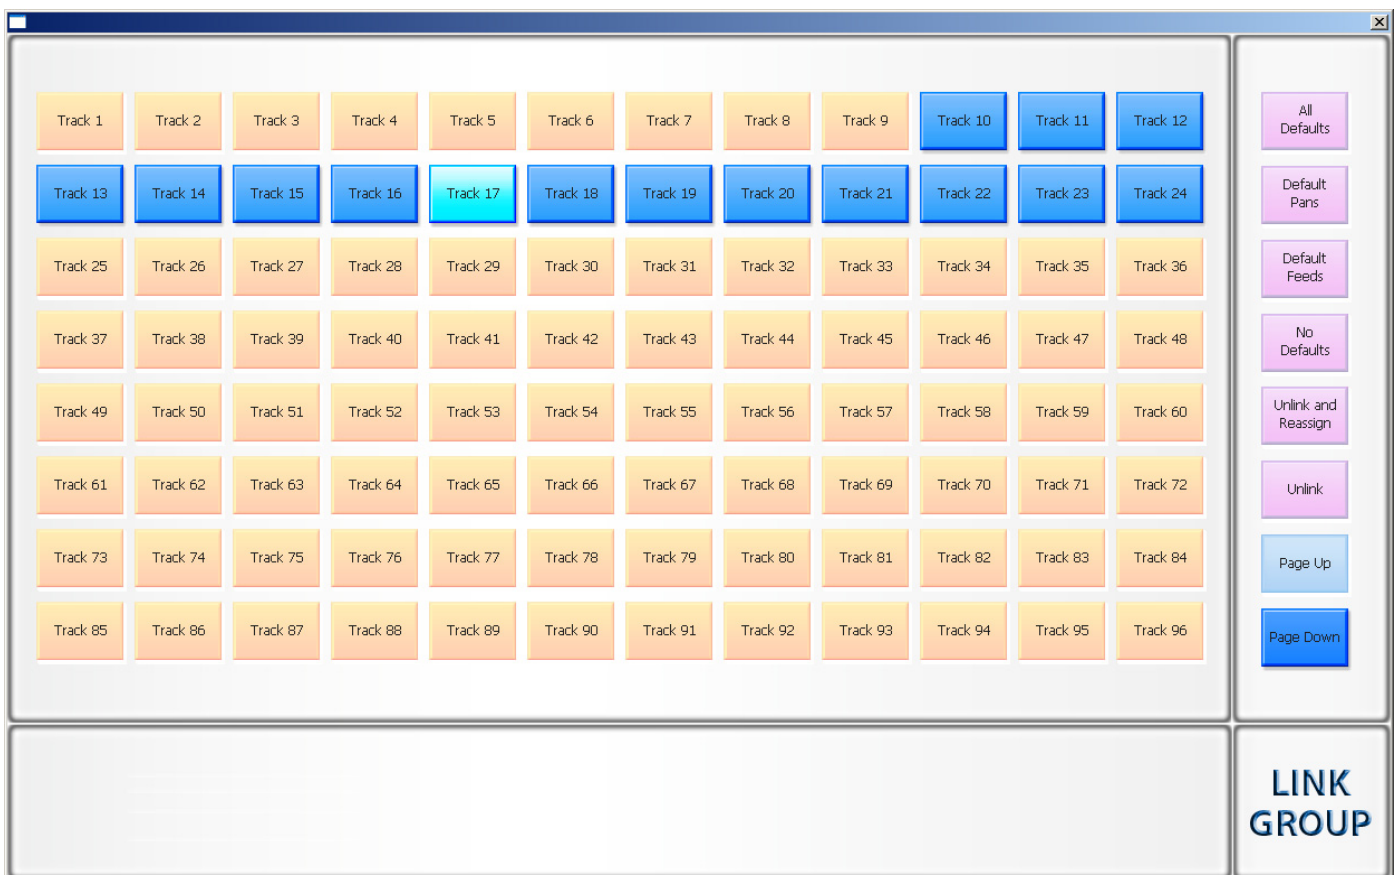 Track 1 Track 2 Track 3 Track 4 Track 5 Track 6 Track 7 Track 8 Track 9 Track 10 Track 11 Track 12
Track 13 Track 14 Track 15 Track 16 Track 17 Track 18 Track 19 Track 20 Track 21 Track 22 Track 23 Track 24
Track 25 Track 26 Track 27 Track 28 Track 29 Track 30 Track 31 Track 32 Track 33 Track 34 Track 35 Track 36
Track 37 Track 38 Track 39 Track 40 Track 41 Track 42 Track 43 Track 44 Track 45 Track 46 Track 47 Track 48
Track 49 Track 50 Track 51 Track 52 Track 53 Track 54 Track 55 Track 56 Track 57 Track 58 Track 59 Track 60
Track 61 Track 62 Track 63 Track 64 Track 65 Track 66 Track 67 Track 68 Track 69 Track 70 Track 71 Track 72
Track 73 Track 74 Track 75 Track 76 Track 77 Track 78 Track 79 Track 80 Track 81 Track 82 Track 83 Track 84
Track 85 Track 86 Track 87 Track 88 Track 89 Track 90 Track 91 Track 92 Track 93 Track 94 Track 95 Track 96
All
Defaults
Default
Pans
Default
Feeds
No
Defaults
Unlink and
Reassign
Unlink
Page Up
Page Down
LINK
GROUP